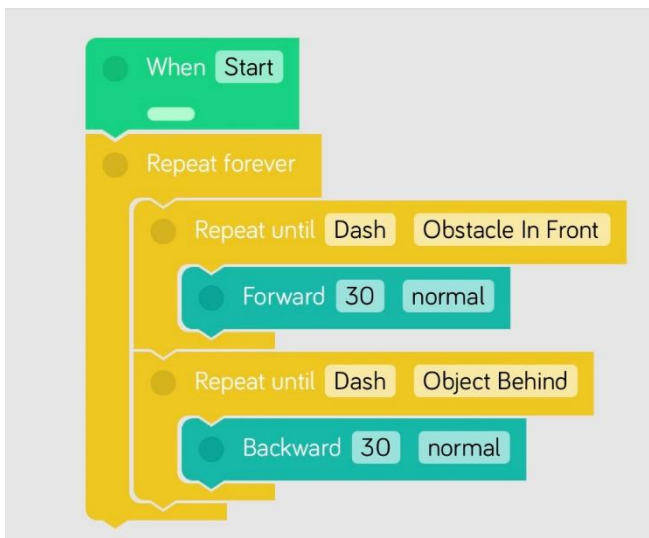 When Start
Repeat forever
Repeat until Dash Obstacle In Front
Forward 30 normal
Repeat until Dash Object Behind
Backward 30 normal